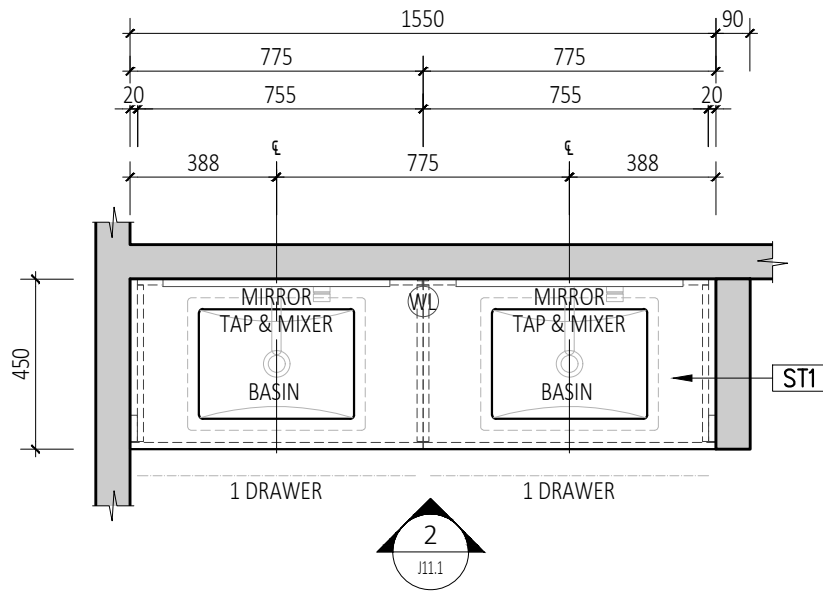 1550 90
775 775
20 755 755 20
℄ ℄
388 775 388
450
MIRROR
TAP & MIXER
BASIN
WL
MIRROR
TAP & MIXER
BASIN
ST1
1 DRAWER 1 DRAWER
2
J11.1